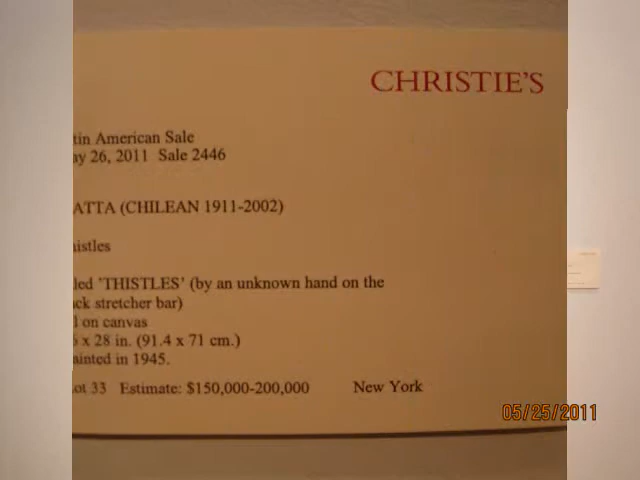 CHRISTIE'S
tin American Sale
ay 26, 2011 Sale 2446
ATTA (CHILEAN 1911-2002)
histles
led 'THISTLES' (by an unknown hand on the
ck stretcher bar)
l on canvas
6 x 28 in. (91.4 x 71 cm.)
ainted in 1945.
ot 33 Estimate: $150,000-200,000 New York
05/25/2011